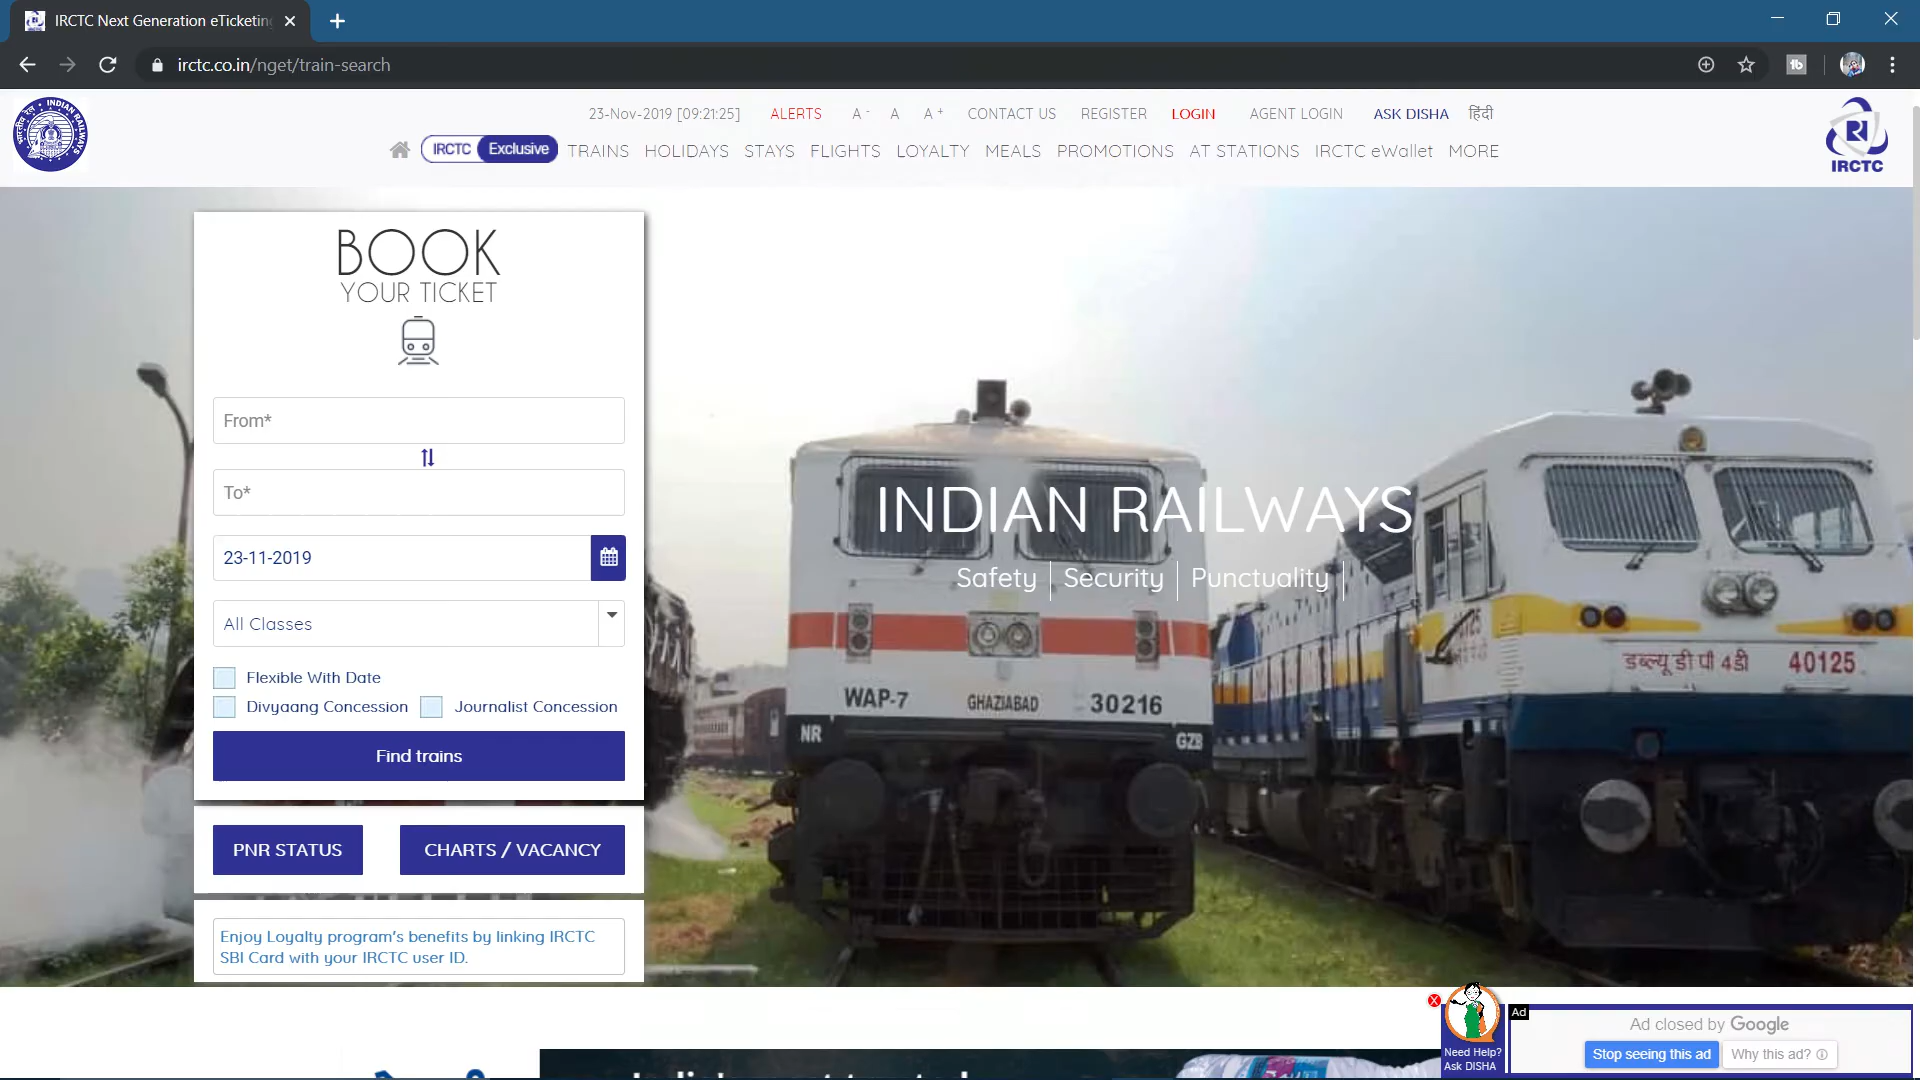 IRCTC Next Generation eTicketing
irctc.co.in/nget/train-search
23-Nov-2019 [09:21:25] ALERTS A - A A + CONTACT US REGISTER LOGIN AGENT LOGIN ASK DISHA हिंदी
IRCTC Exclusive TRAINS HOLIDAYS STAYS FLIGHTS LOYALTY MEALS PROMOTIONS AT STATIONS IRCTC eWallet MORE
INDIAN RAILWAYS
भारतीय रेल
IRCTC
BOOK
YOUR TICKET
From*
To*
23-11-2019
All Classes
Flexible With Date
Divyaang Concession Journalist Concession
Find trains
PNR STATUS CHARTS / VACANCY
Enjoy Loyalty program's benefits by linking IRCTC
SBI Card with your IRCTC user ID.
INDIAN RAILWAYS
Safety | Security | Punctuality |
WAP-7 GHAZIABAD 30216
NR GZB
डब्ल्यू डी पी 4डी 40125
X
Need Help?
Ask DISHA
Ad
Ad closed by Google
Stop seeing this ad Why this ad?